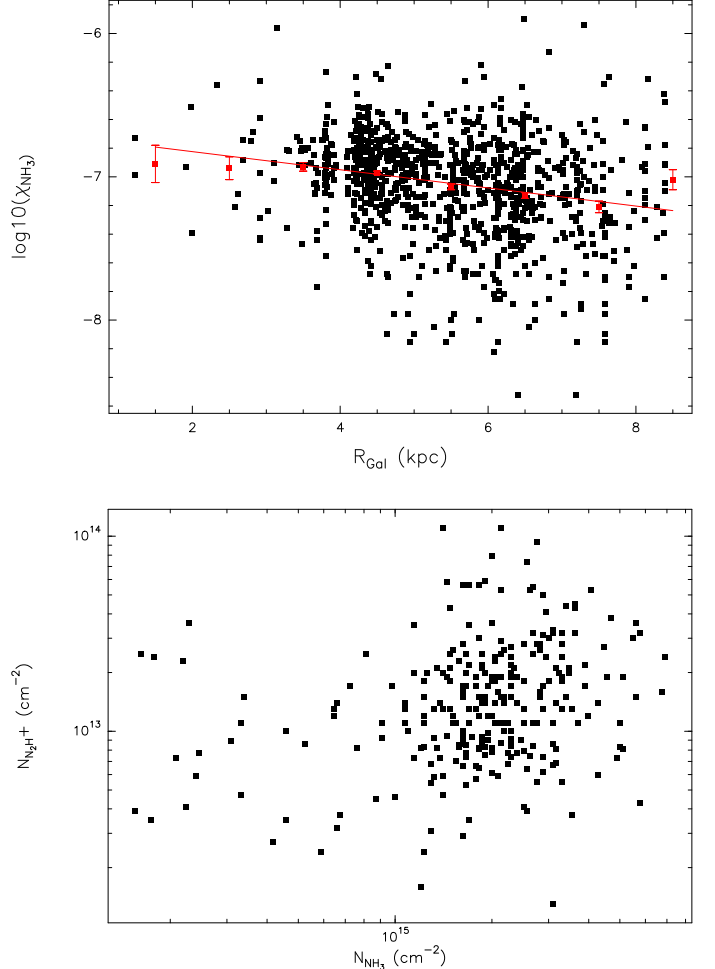 -6
-7
-8
log10(χNH3)
2 4 6 8
RGal (kpc)
10^14
10^13
NN2H+ (cm^-2)
10^15
NNH3 (cm^-2)